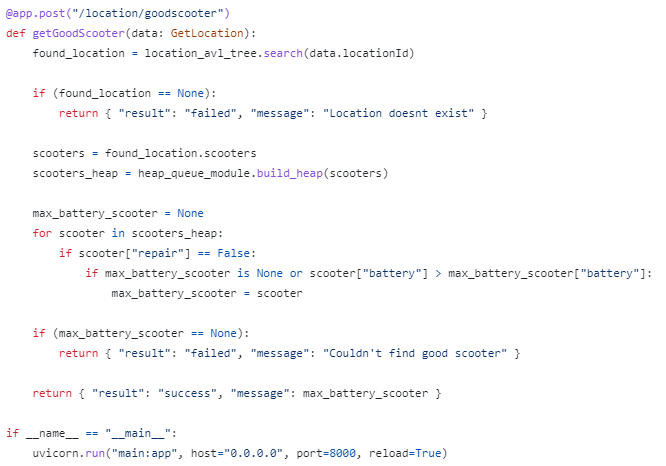 @app.post("/location/goodscooter")
def getGoodScooter(data: GetLocation):
    found_location = location_avl_tree.search(data.locationId)

    if (found_location == None):
        return { "result": "failed", "message": "Location doesnt exist" }

    scooters = found_location.scooters
    scooters_heap = heap_queue_module.build_heap(scooters)

    max_battery_scooter = None
    for scooter in scooters_heap:
        if scooter["repair"] == False:
            if max_battery_scooter is None or scooter["battery"] > max_battery_scooter["battery"]:
                max_battery_scooter = scooter

    if (max_battery_scooter == None):
        return { "result": "failed", "message": "Couldn't find good scooter" }

    return { "result": "success", "message": max_battery_scooter }

if __name__ == "__main__":
    uvicorn.run("main:app", host="0.0.0.0", port=8000, reload=True)